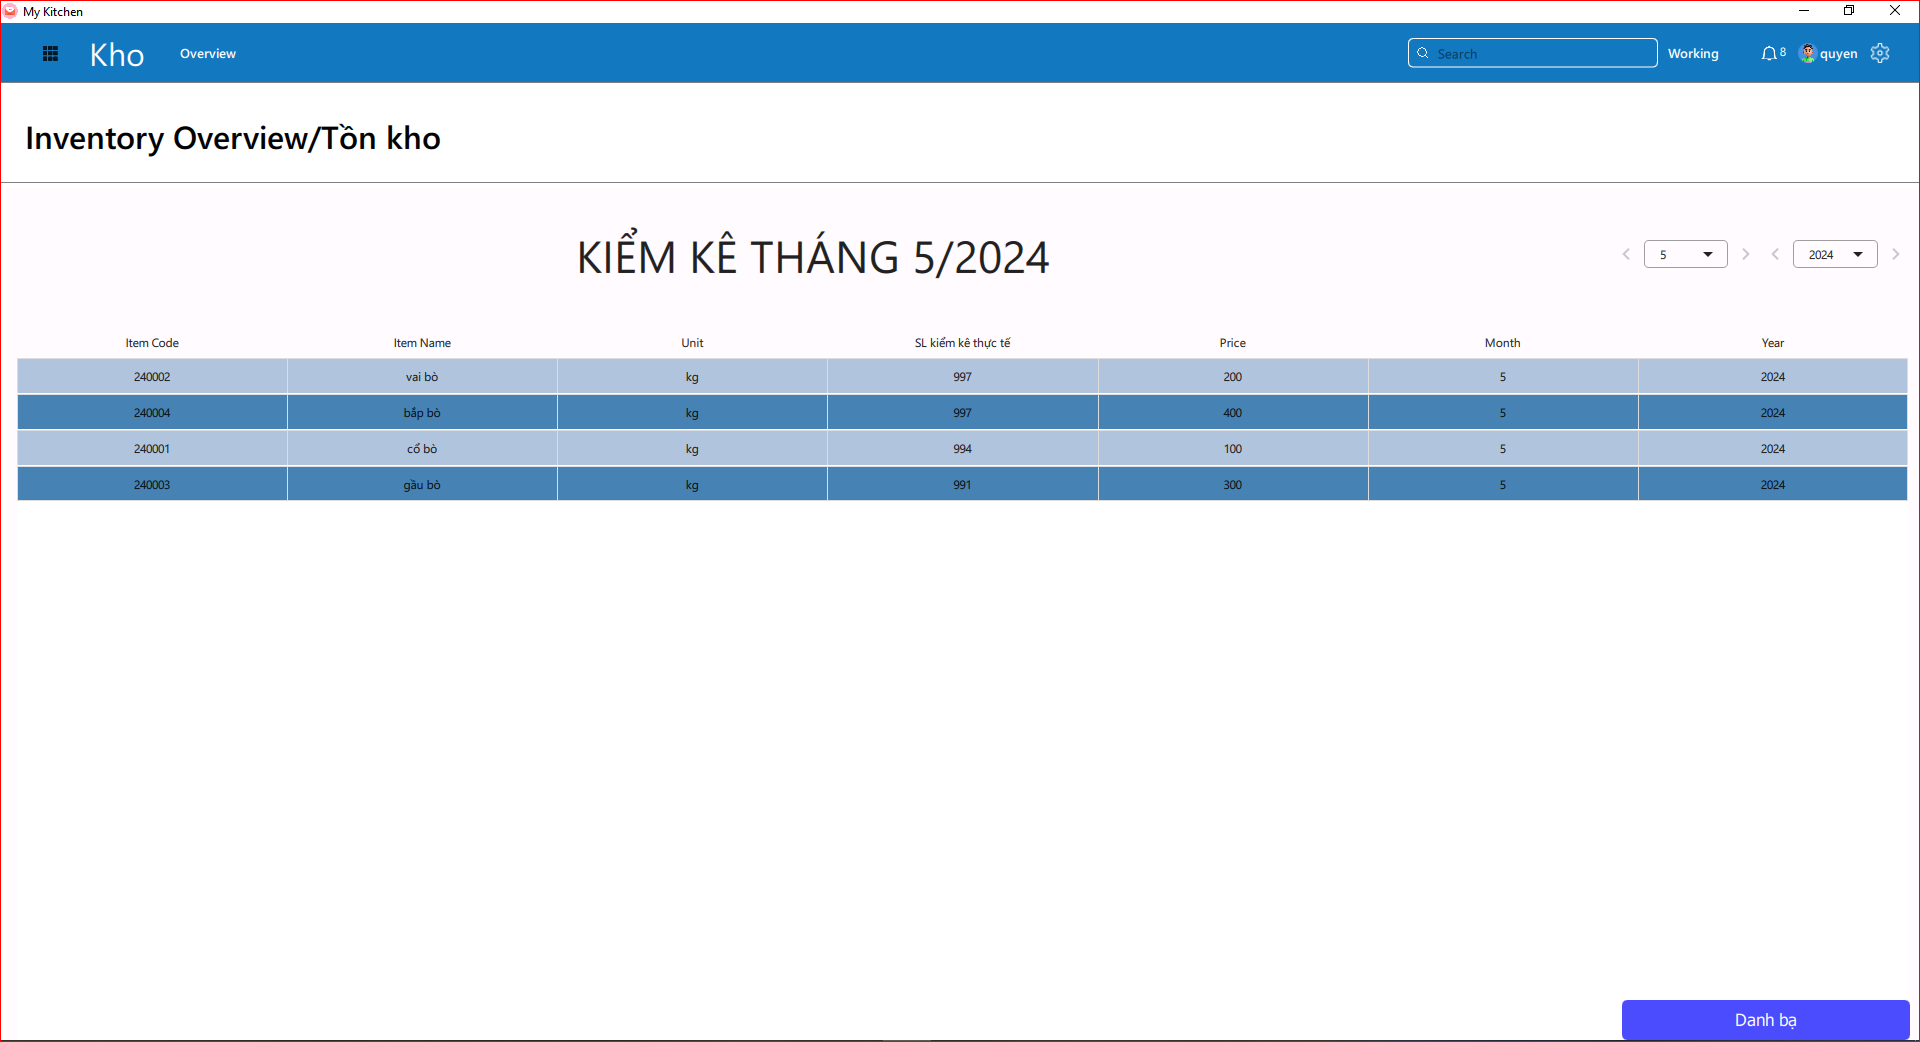 My Kitchen
Kho Overview Search Working 8 quyen
Inventory Overview/Tồn kho
KIỂM KÊ THÁNG 5/2024 5 2024
Item Code Item Name Unit SL kiểm kê thực tế Price Month Year
240002 vai bò kg 997 200 5 2024
240004 bắp bò kg 997 400 5 2024
240001 cổ bò kg 994 100 5 2024
240003 gầu bò kg 991 300 5 2024
Danh bạ